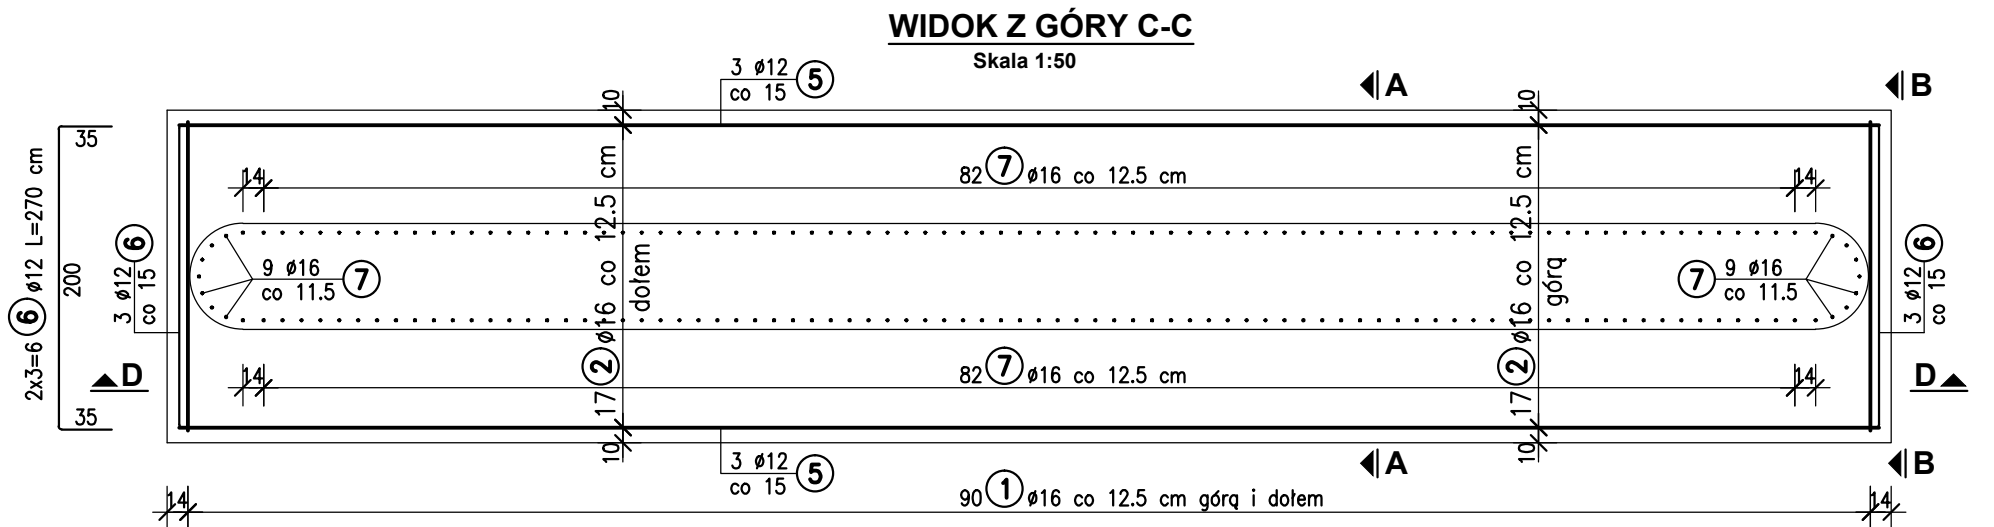 WIDOK Z GÓRY C-C
Skala 1:50
3 ø12 5
co 15
A
B
10
10
35
14
82 7 ø16 co 12.5 cm
14
2x3=6 6 ø12 L=270 cm
200
3 ø12 6
co 15
9 ø16 7
co 11.5
17 2 ø16 co 12.5 cm
dołem
17 2 ø16 co 12.5 cm
górą
7 9 ø16
co 11.5
3 ø12 6
co 15
D
14
82 7 ø16 co 12.5 cm
14
D
35
10
10
3 ø12 5
co 15
A
B
14
90 1 ø16 co 12.5 cm górą i dołem
14